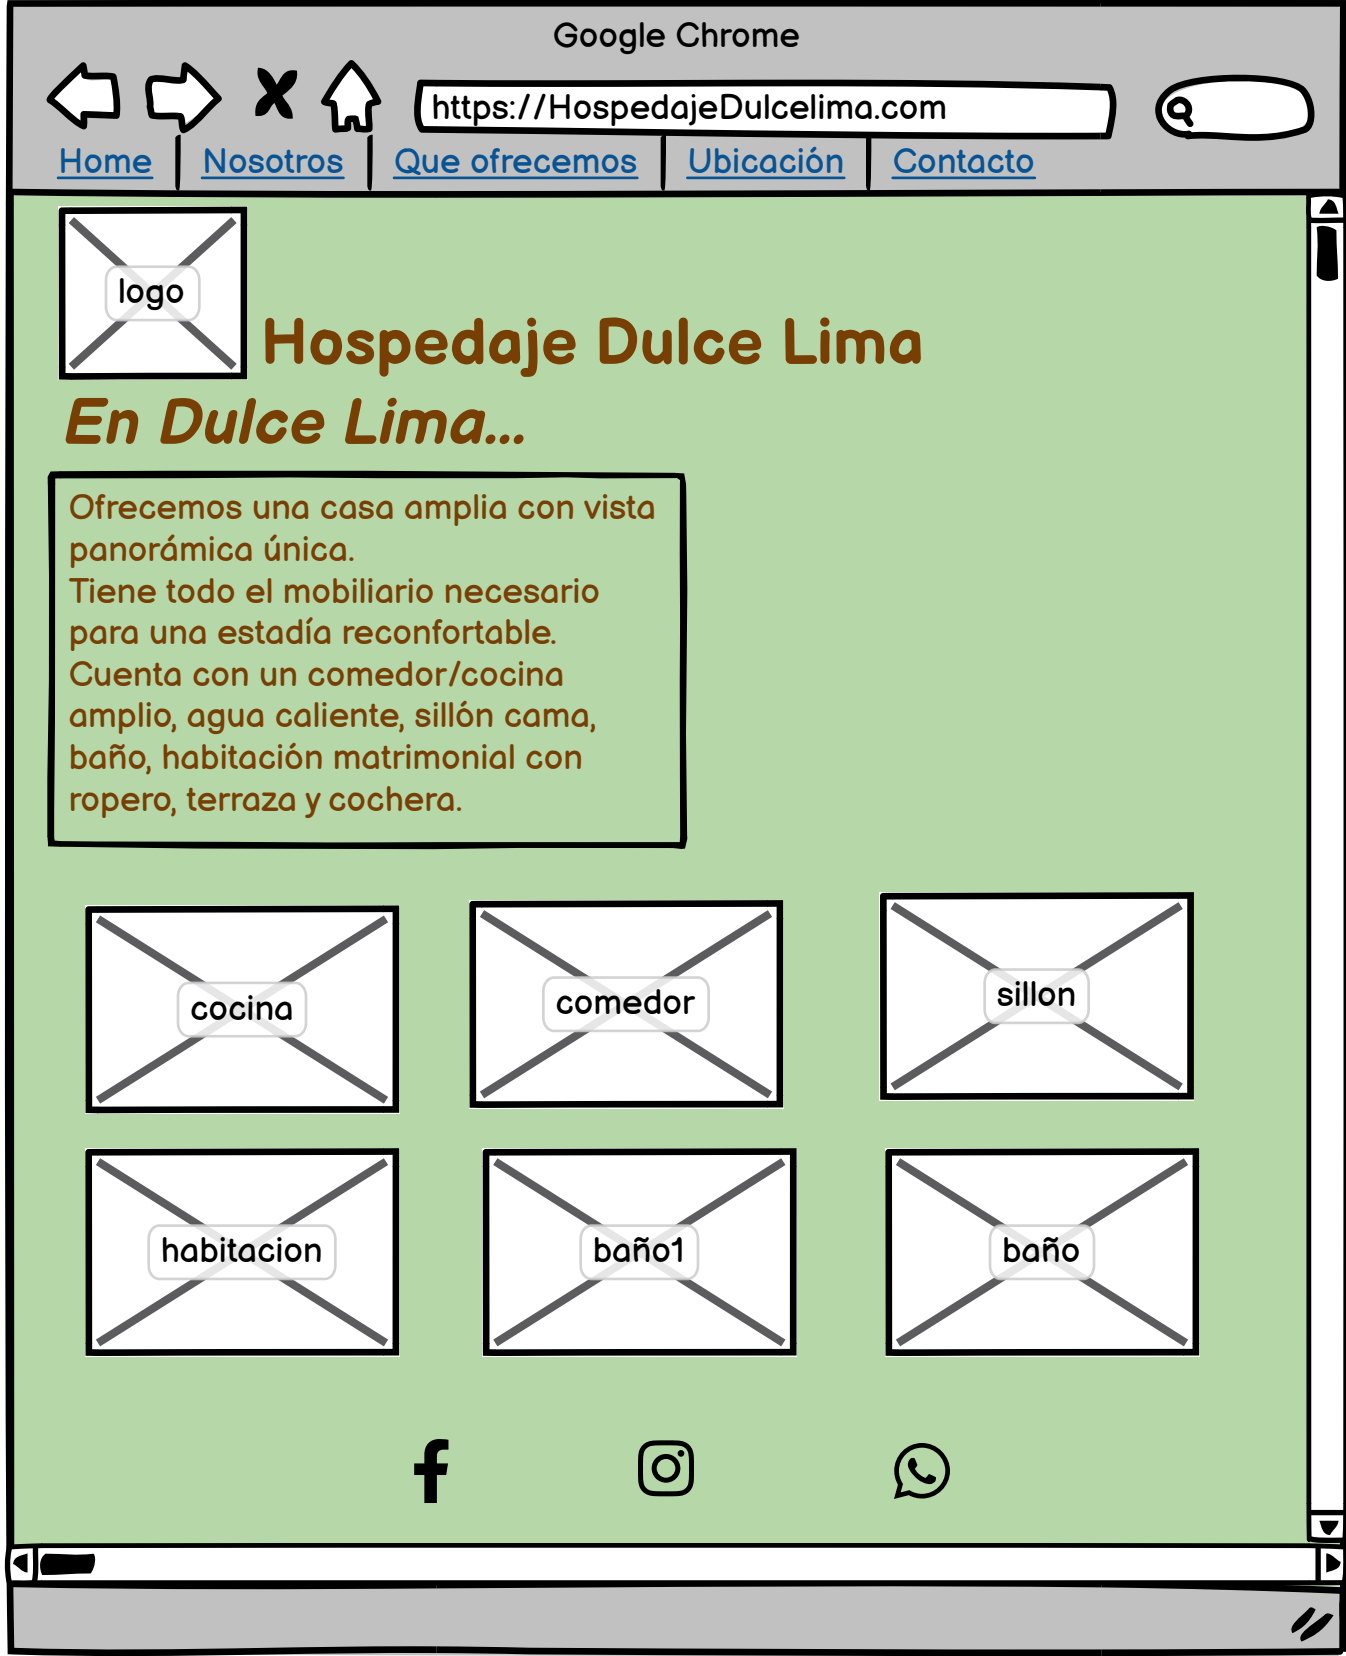 Google Chrome
https://HospedajeDulcelima.com
Home Nosotros Que ofrecemos Ubicación Contacto
logo
Hospedaje Dulce Lima
En Dulce Lima...
Ofrecemos una casa amplia con vista
panorámica única.
Tiene todo el mobiliario necesario
para una estadía reconfortable.
Cuenta con un comedor/cocina
amplio, agua caliente, sillón cama,
baño, habitación matrimonial con
ropero, terraza y cochera.
cocina comedor sillon
habitacion baño1 baño